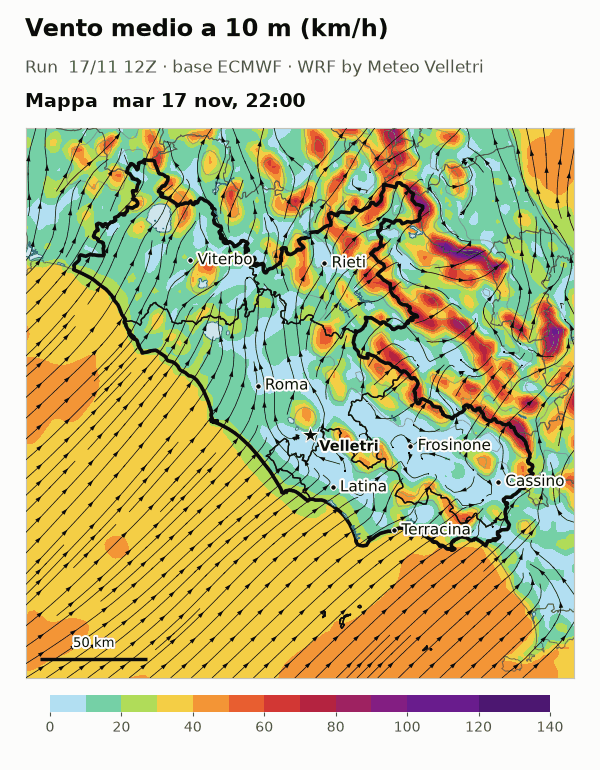 Vento medio a 10 m (km/h)
Run  17/11 12Z · base ECMWF · WRF by Meteo Velletri
Mappa  mar 17 nov, 22:00
Viterbo
Rieti
Roma
Velletri
Frosinone
Latina
Cassino
Terracina
50 km
0 20 40 60 80 100 120 140